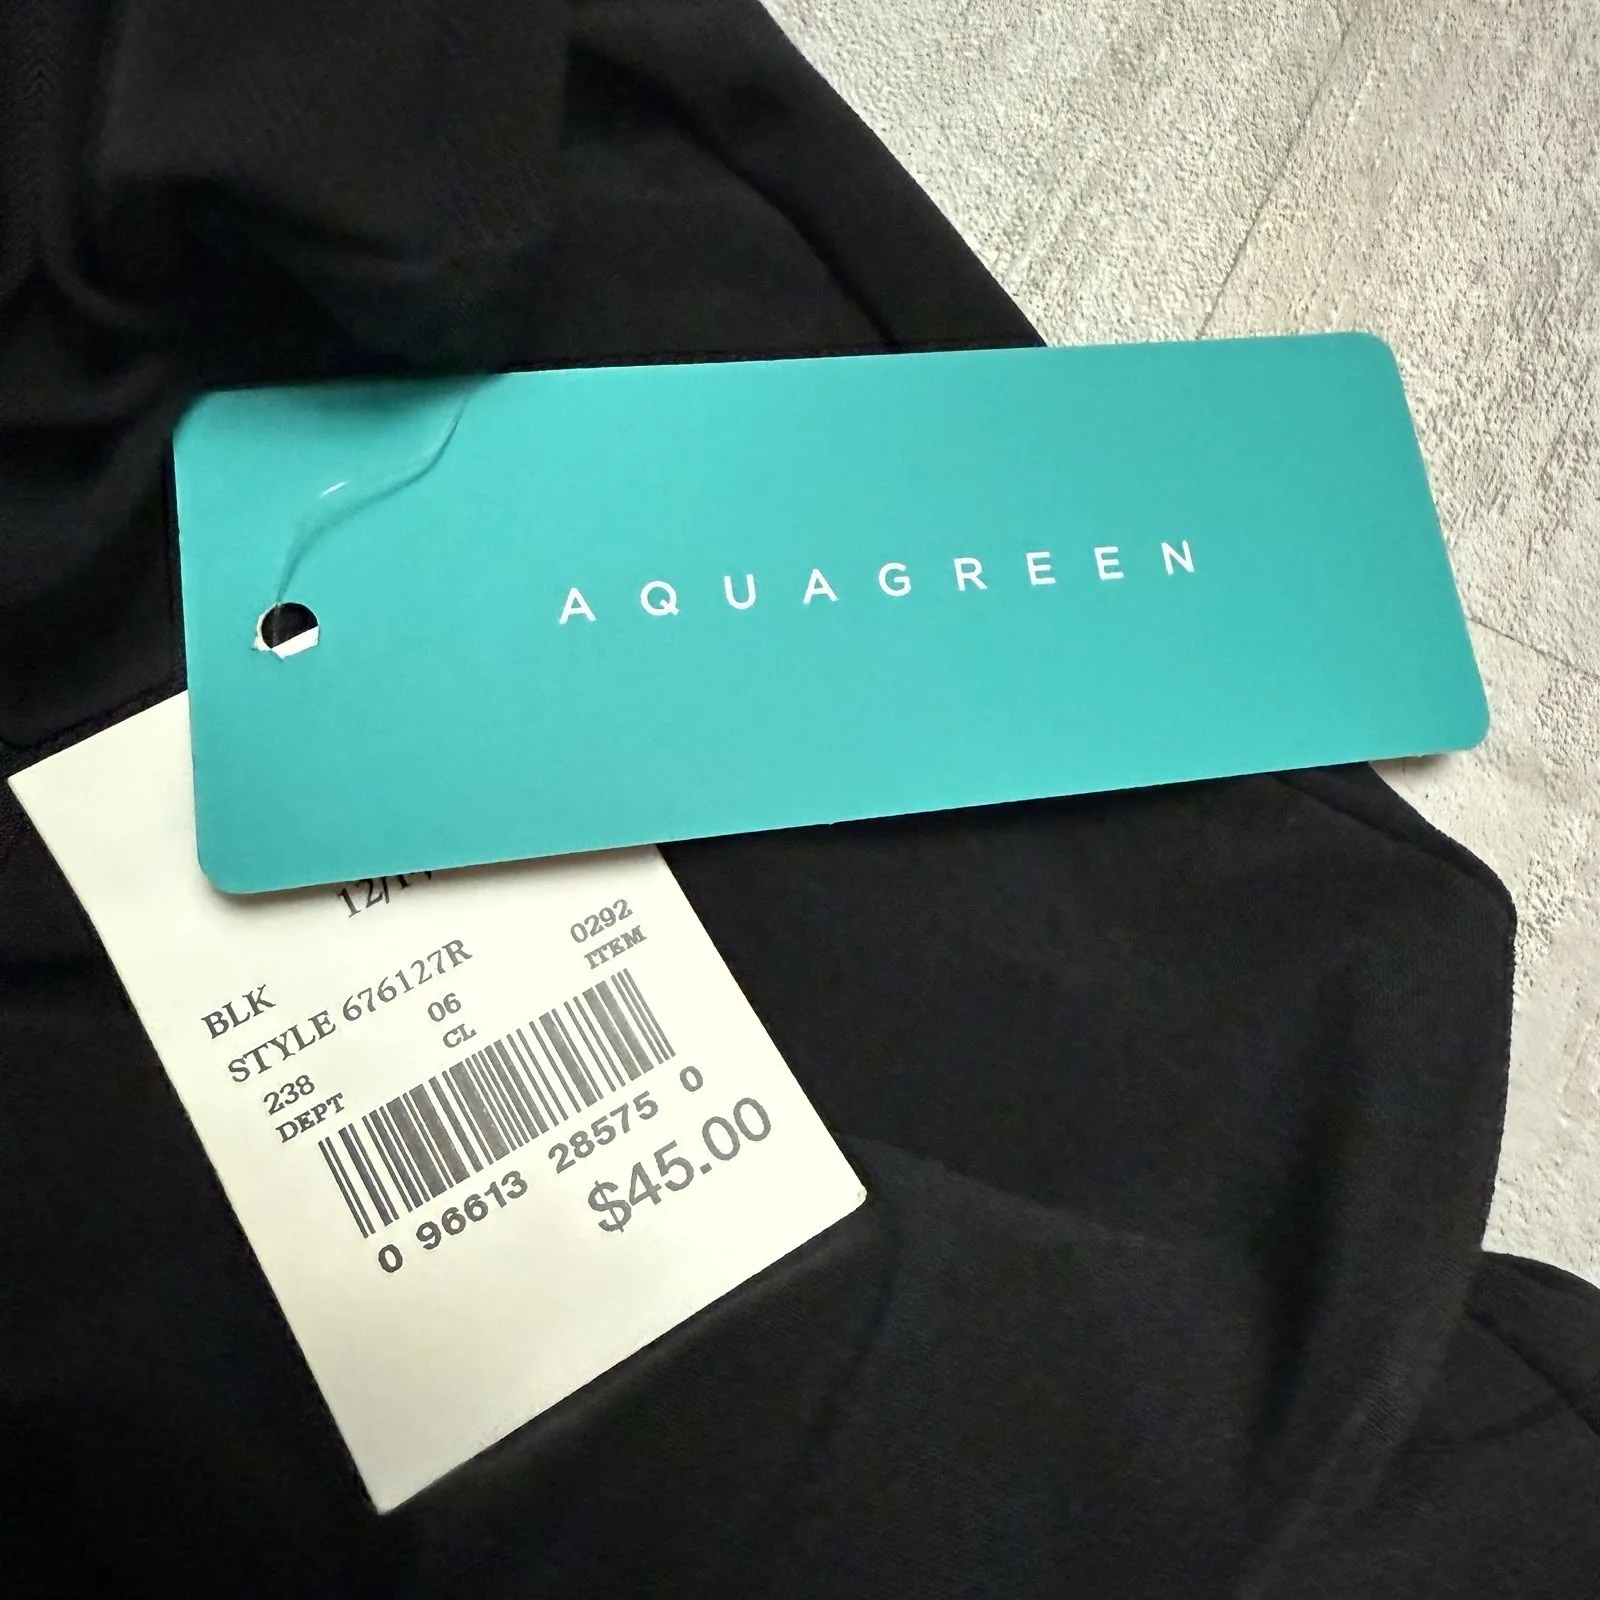 AQUAGREEN
BLK
STYLE 676127R
238 06 0292
DEPT CL ITEM
0 96613 28575 0
$45.00